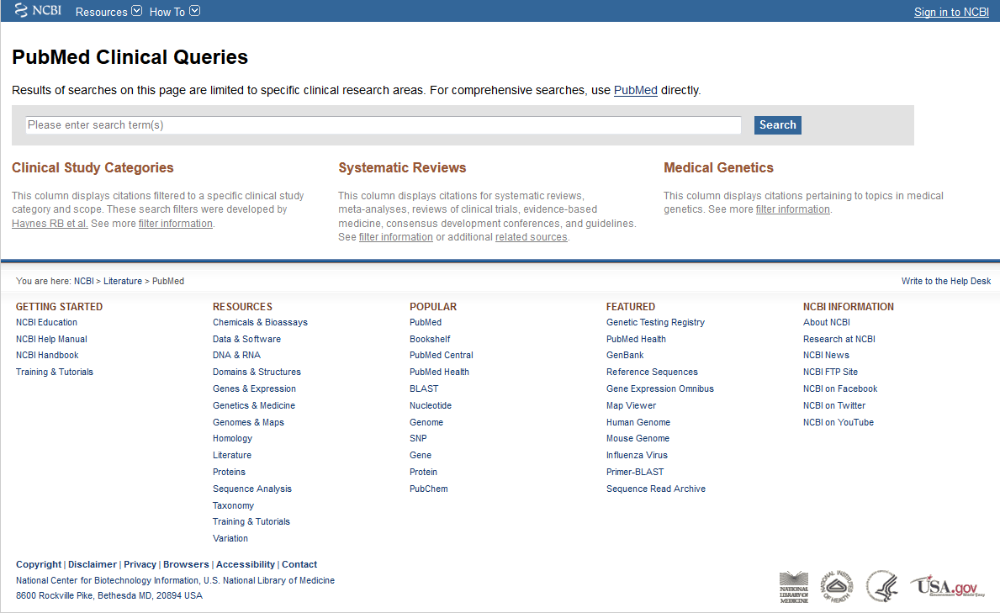 NCBI Resources How To Sign in to NCBI
PubMed Clinical Queries
Results of searches on this page are limited to specific clinical research areas. For comprehensive searches, use PubMed directly.
Please enter search term(s) Search
Clinical Study Categories
This column displays citations filtered to a specific clinical study
category and scope. These search filters were developed by
Haynes RB et al. See more filter information.
Systematic Reviews
This column displays citations for systematic reviews,
meta-analyses, reviews of clinical trials, evidence-based
medicine, consensus development conferences, and guidelines.
See filter information or additional related sources.
Medical Genetics
This column displays citations pertaining to topics in medical
genetics. See more filter information.
You are here: NCBI > Literature > PubMed
Write to the Help Desk
GETTING STARTED
NCBI Education
NCBI Help Manual
NCBI Handbook
Training & Tutorials
RESOURCES
Chemicals & Bioassays
Data & Software
DNA & RNA
Domains & Structures
Genes & Expression
Genetics & Medicine
Genomes & Maps
Homology
Literature
Proteins
Sequence Analysis
Taxonomy
Training & Tutorials
Variation
POPULAR
PubMed
Bookshelf
PubMed Central
PubMed Health
BLAST
Nucleotide
Genome
SNP
Gene
Protein
PubChem
FEATURED
Genetic Testing Registry
PubMed Health
GenBank
Reference Sequences
Gene Expression Omnibus
Map Viewer
Human Genome
Mouse Genome
Influenza Virus
Primer-BLAST
Sequence Read Archive
NCBI INFORMATION
About NCBI
Research at NCBI
NCBI News
NCBI FTP Site
NCBI on Facebook
NCBI on Twitter
NCBI on YouTube
Copyright | Disclaimer | Privacy | Browsers | Accessibility | Contact
National Center for Biotechnology Information, U.S. National Library of Medicine
8600 Rockville Pike, Bethesda MD, 20894 USA
NATIONAL
LIBRARY OF
MEDICINE
NATIONAL INSTITUTES OF HEALTH
USA.gov
Government Made Easy